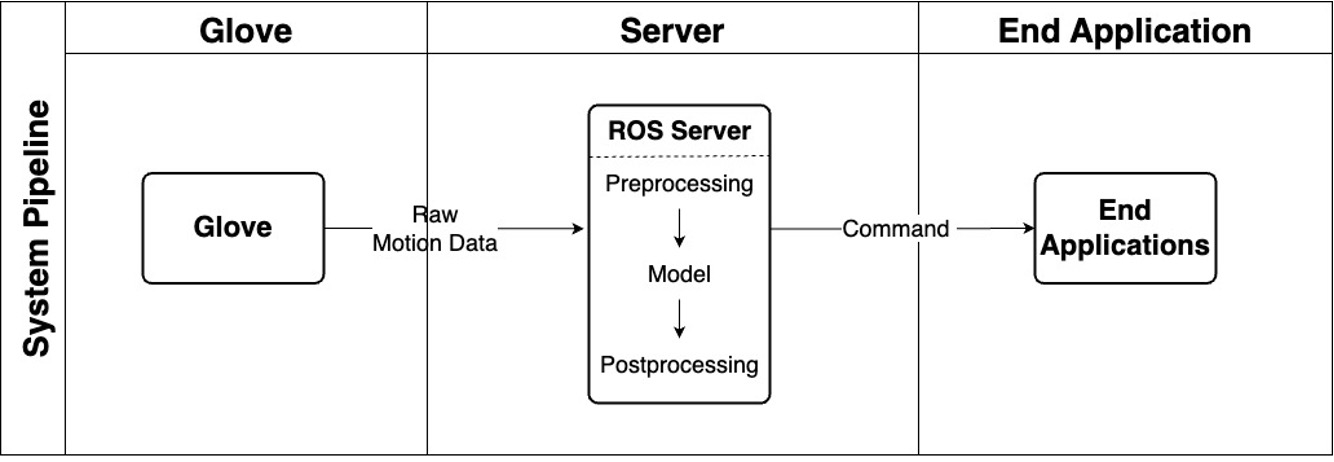 Glove
Server
End Application
System Pipeline
Glove
Raw
Motion Data
ROS Server
Preprocessing
Model
Postprocessing
Command
End
Applications